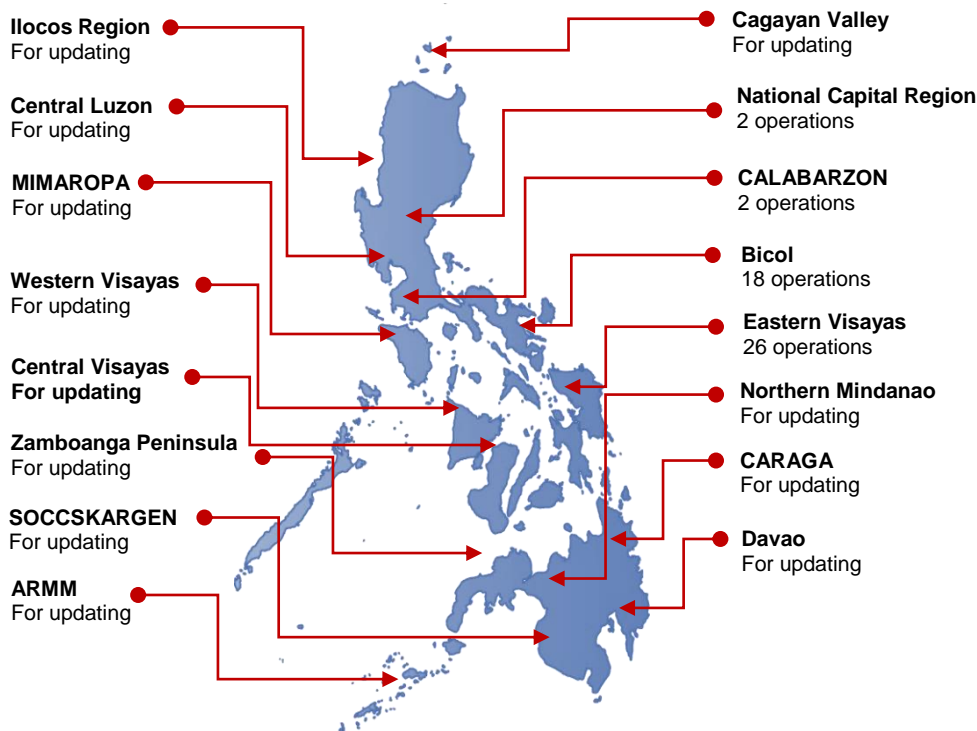 Ilocos Region
For updating
Central Luzon
For updating
MIMAROPA
For updating
Western Visayas
For updating
Central Visayas
For updating
Zamboanga Peninsula
For updating
SOCCSKARGEN
For updating
ARMM
For updating
Cagayan Valley
For updating
National Capital Region
2 operations
CALABARZON
2 operations
Bicol
18 operations
Eastern Visayas
26 operations
Northern Mindanao
For updating
CARAGA
For updating
Davao
For updating